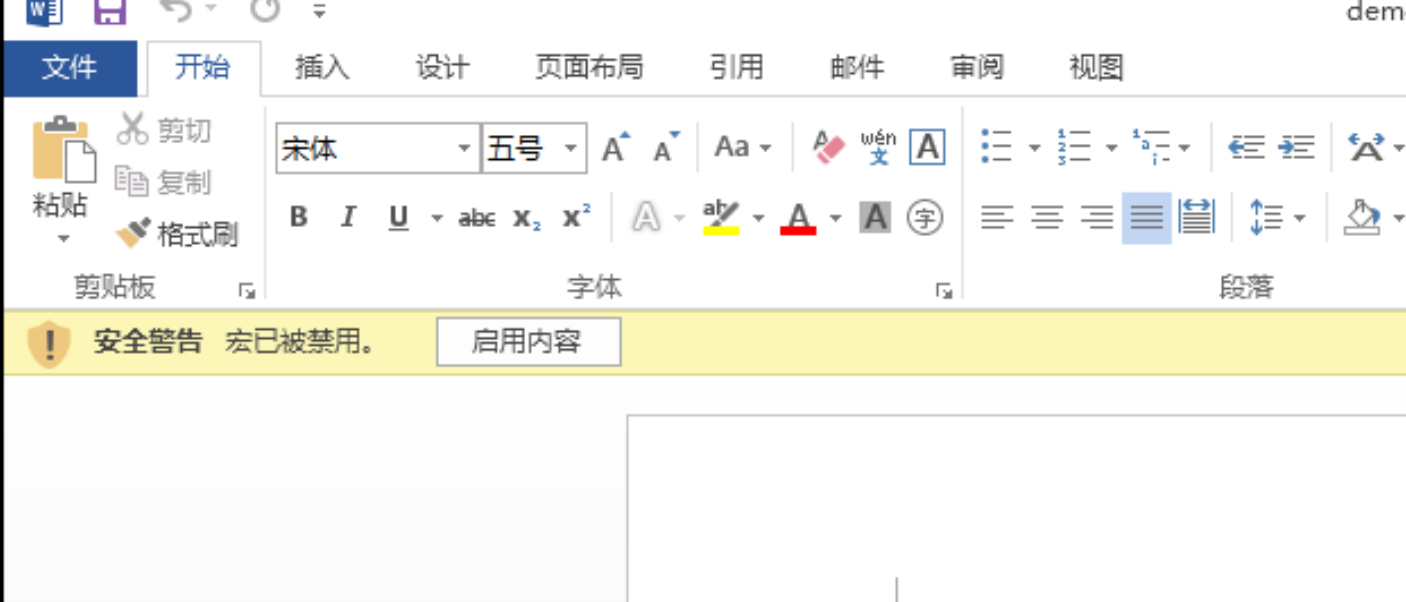 dem
文件 开始 插入 设计 页面布局 引用 邮件 审阅 视图
剪切
宋体 五号 A A Aa wén 文 A
复制
粘贴
B I U abc X₂ X² A ab A A 字
格式刷
剪贴板 字体 段落
安全警告 宏已被禁用。 启用内容